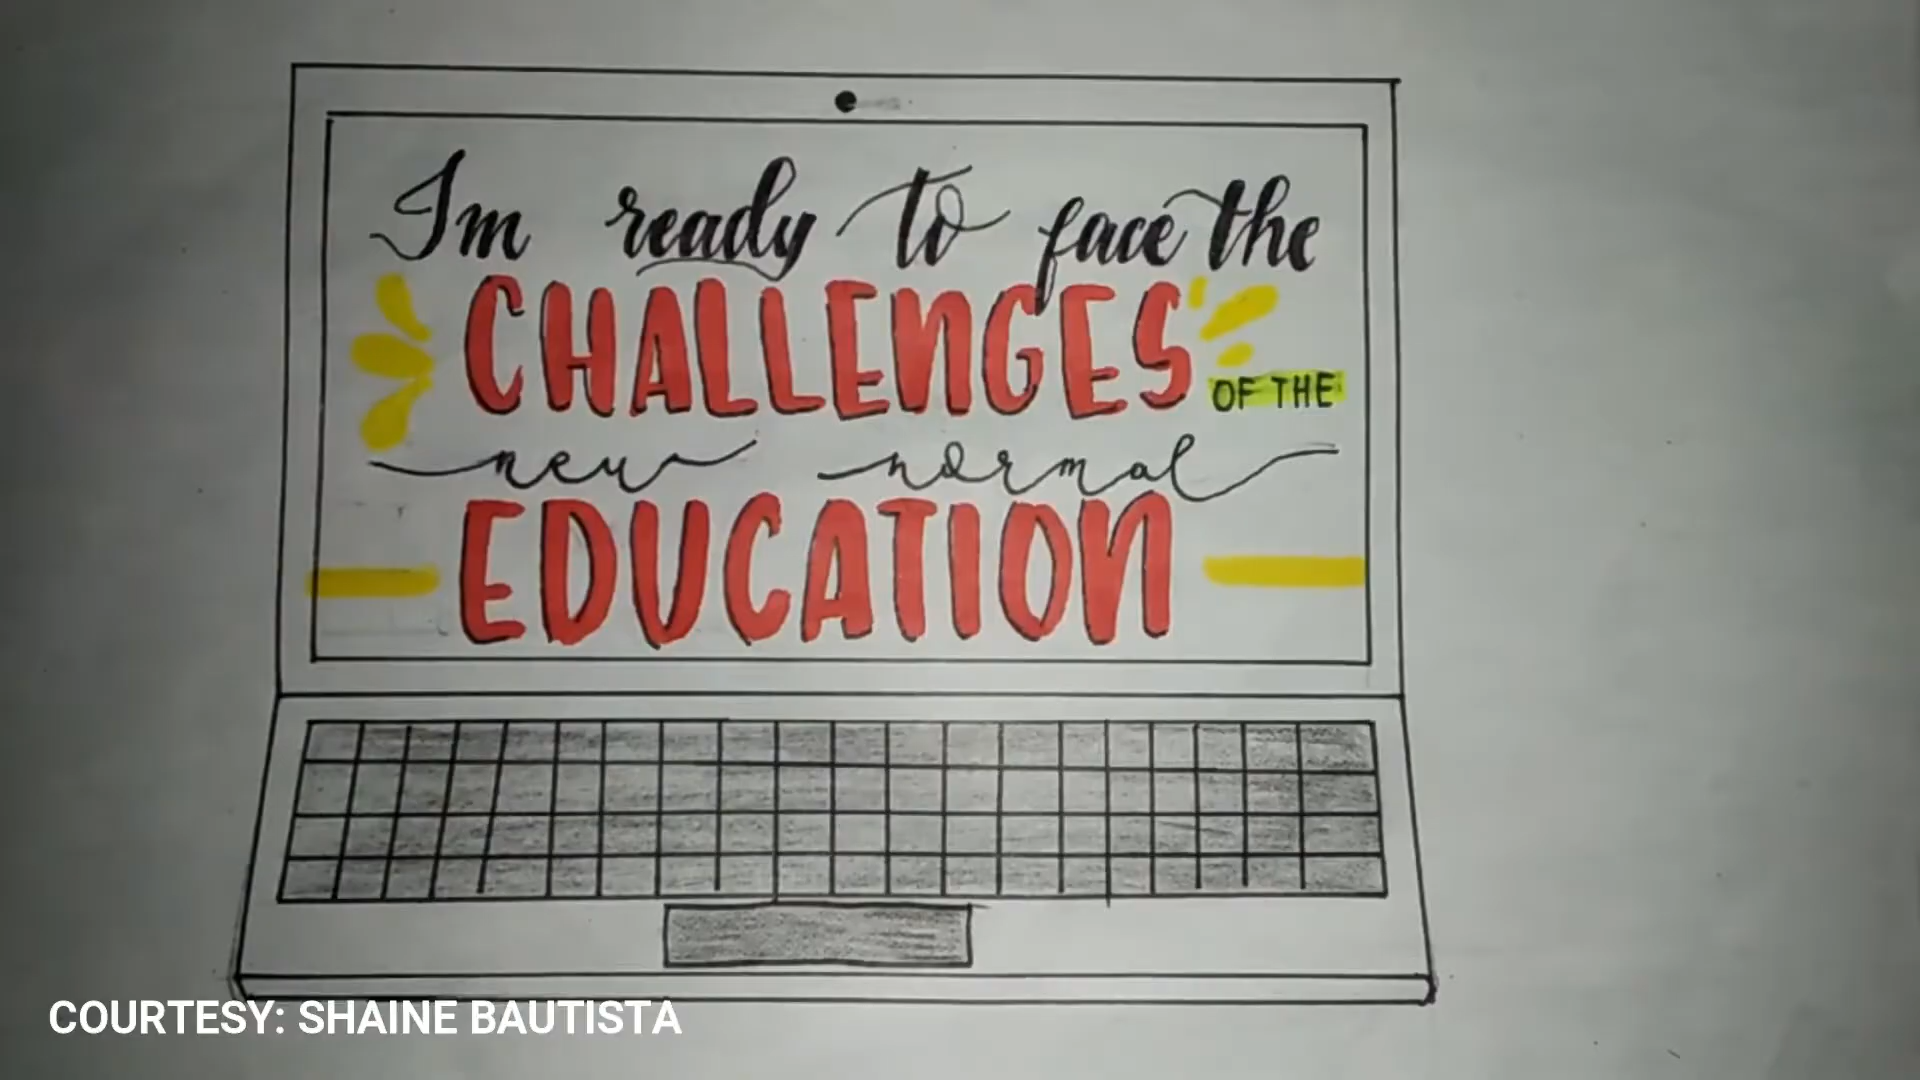 Im ready to face the
CHALLENGES
OF THE
new normal
EDUCATION
COURTESY: SHAINE BAUTISTA